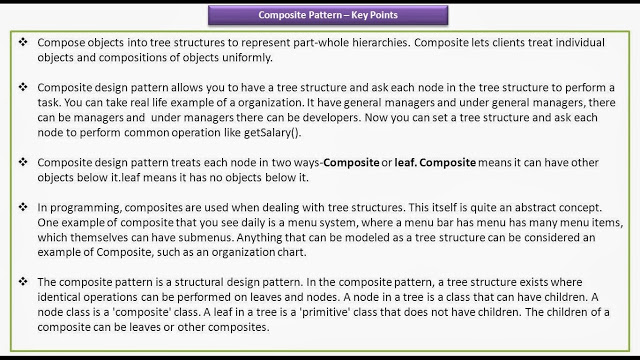 Composite Pattern – Key Points
❖ Compose objects into tree structures to represent part-whole hierarchies. Composite lets clients treat individual
objects and compositions of objects uniformly.
❖ Composite design pattern allows you to have a tree structure and ask each node in the tree structure to perform a
task. You can take real life example of a organization. It have general managers and under general managers, there
can be managers and under managers there can be developers. Now you can set a tree structure and ask each
node to perform common operation like getSalary().
❖ Composite design pattern treats each node in two ways-Composite or leaf. Composite means it can have other
objects below it.leaf means it has no objects below it.
❖ In programming, composites are used when dealing with tree structures. This itself is quite an abstract concept.
One example of composite that you see daily is a menu system, where a menu bar has menu has many menu items,
which themselves can have submenus. Anything that can be modeled as a tree structure can be considered an
example of Composite, such as an organization chart.
❖ The composite pattern is a structural design pattern. In the composite pattern, a tree structure exists where
identical operations can be performed on leaves and nodes. A node in a tree is a class that can have children. A
node class is a 'composite' class. A leaf in a tree is a 'primitive' class that does not have children. The children of a
composite can be leaves or other composites.